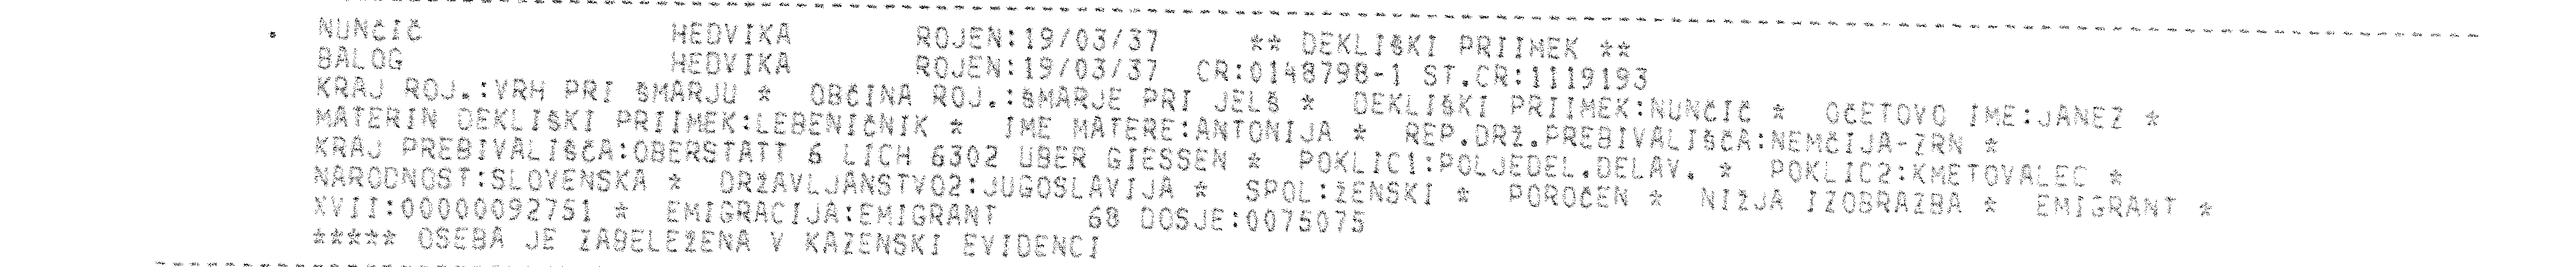 NUNČIČ HEDVIKA ROJEN:19/03/37 ** DEKLIŠKI PRIIMEK **
BALOG HEDVIKA ROJEN:19/03/37 CR:0148798-1 ST.CR:1119193
KRAJ ROJ.:VRH PRI ŠMARJU * OBČINA ROJ.:ŠMARJE PRI JELŠ * DEKLIŠKI PRIIMEK:NUNČIČ * OČETOVO IME:JANEZ *
MATERIN DEKLIŠKI PRIIMEK:LEBENIČNIK * IME MATERE:ANTONIJA * REP.DRŽ.PREBIVALIŠČA:NEMČIJA-ZRN *
KRAJ PREBIVALIŠČA:OBERSTATT 6 LICH 6302 UBER GIESSEN * POKLIC1:POLJEDEL.DELAV. * POKLIC2:KMETOVALEC *
NARODNOST:SLOVENSKA * DRŽAVLJANSTVO2:JUGOSLAVIJA * SPOL:ŽENSKI * POROČEN * NIŽJA IZOBRAZBA * EMIGRANT *
XVII:00000092751 * EMIGRACIJA:EMIGRANT 68 DOSJE:0075075
***** OSEBA JE ZABELEŽENA V KAZENSKI EVIDENCI